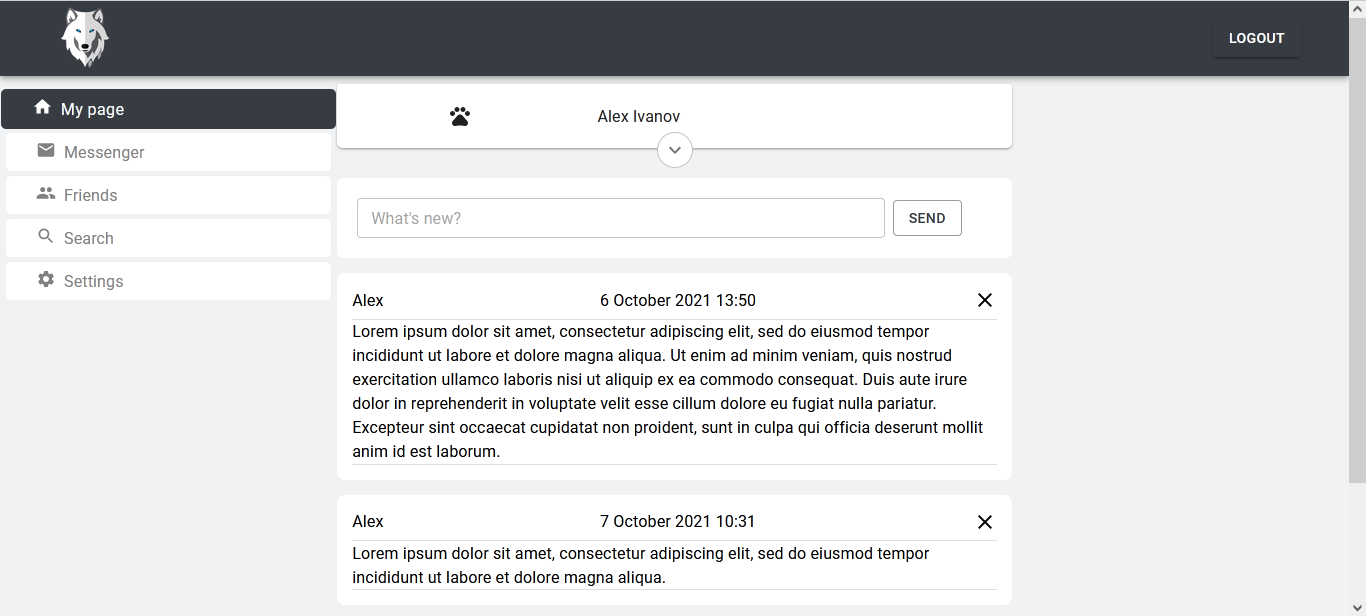 LOGOUT
My page
Messenger
Friends
Search
Settings
Alex Ivanov
What's new?
SEND
Alex 6 October 2021 13:50
Lorem ipsum dolor sit amet, consectetur adipiscing elit, sed do eiusmod tempor
incididunt ut labore et dolore magna aliqua. Ut enim ad minim veniam, quis nostrud
exercitation ullamco laboris nisi ut aliquip ex ea commodo consequat. Duis aute irure
dolor in reprehenderit in voluptate velit esse cillum dolore eu fugiat nulla pariatur.
Excepteur sint occaecat cupidatat non proident, sunt in culpa qui officia deserunt mollit
anim id est laborum.
Alex 7 October 2021 10:31
Lorem ipsum dolor sit amet, consectetur adipiscing elit, sed do eiusmod tempor
incididunt ut labore et dolore magna aliqua.